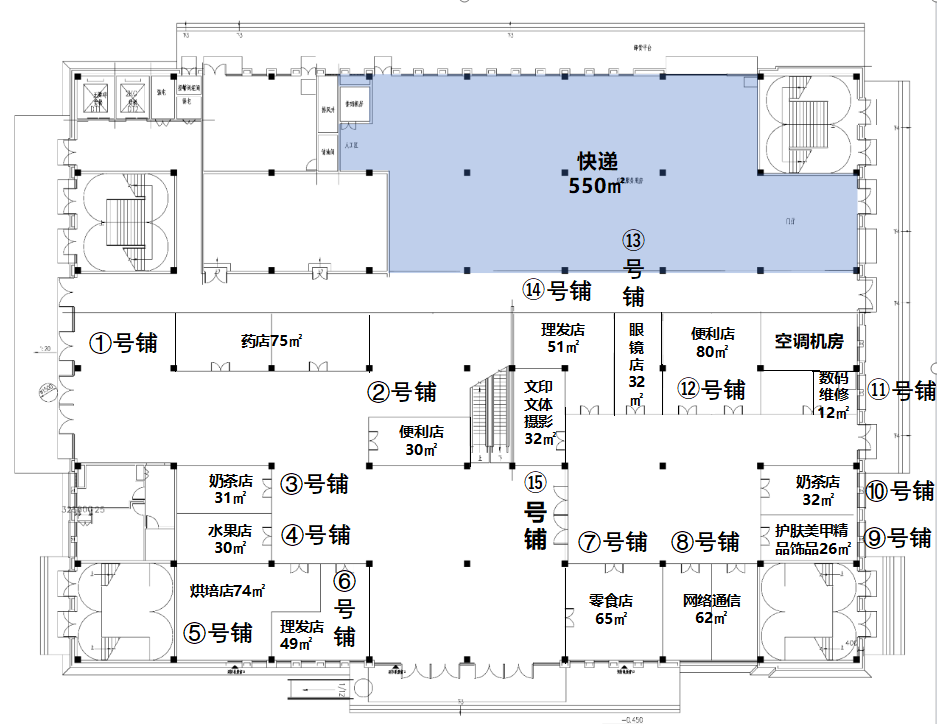 快递
550㎡
⑬
号
铺
⑭号铺
①号铺
药店75㎡
理发店
51㎡
眼
镜
店
32
㎡
便利店
80㎡
空调机房
②号铺
文印
文体
摄影
32㎡
⑫号铺
数码
维修
12㎡
⑪号铺
便利店
30㎡
奶茶店
31㎡
③号铺
⑮
号
铺
奶茶店
32㎡
⑩号铺
水果店
30㎡
④号铺
⑦号铺
⑧号铺
护肤美甲精
品饰品26㎡
⑨号铺
烘培店74㎡
⑤号铺
⑥
号
铺
理发店
49㎡
零食店
65㎡
网络通信
62㎡
1/12
-0.450